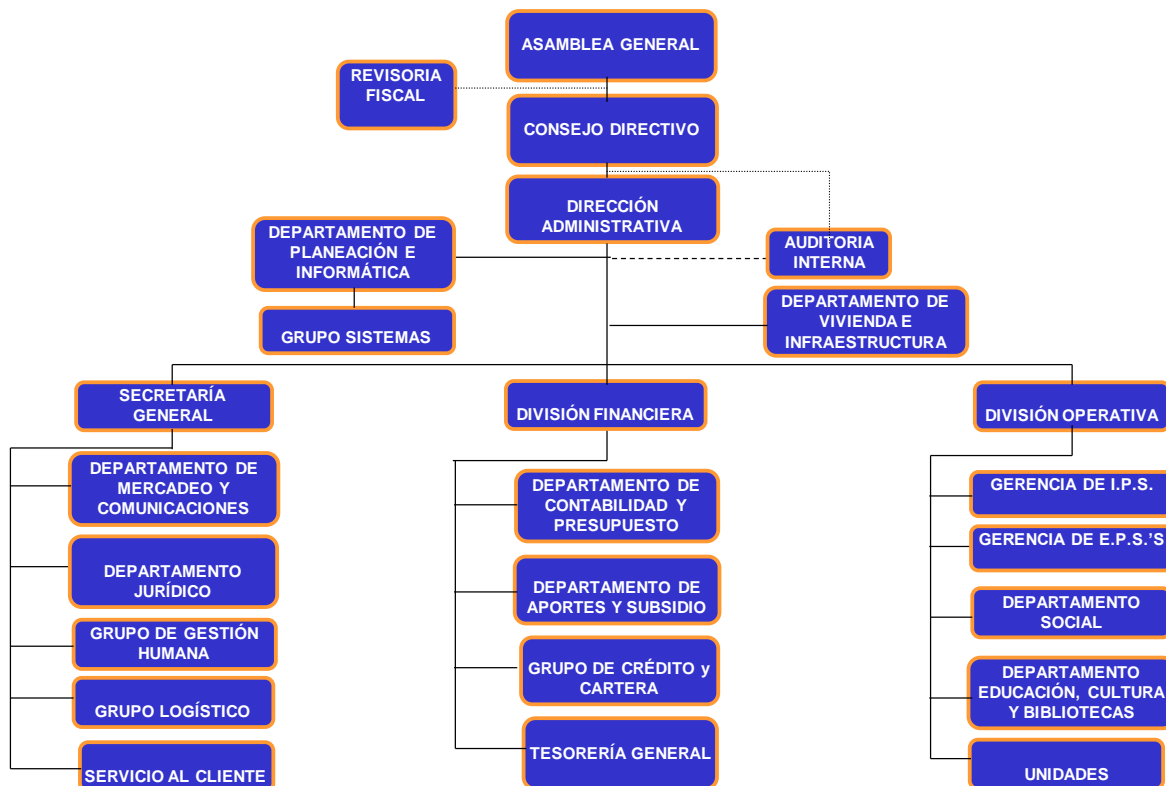 ASAMBLEA GENERAL
REVISORIA
FISCAL
CONSEJO DIRECTIVO
DIRECCIÓN
ADMINISTRATIVA
DEPARTAMENTO DE
PLANEACIÓN E
INFORMÁTICA
AUDITORIA
INTERNA
GRUPO SISTEMAS
DEPARTAMENTO DE
VIVIENDA E
INFRAESTRUCTURA
SECRETARÍA
GENERAL
DEPARTAMENTO DE
MERCADEO Y
COMUNICACIONES
DEPARTAMENTO
JURÍDICO
GRUPO DE GESTIÓN
HUMANA
GRUPO LOGÍSTICO
SERVICIO AL CLIENTE
DIVISIÓN FINANCIERA
DEPARTAMENTO DE
CONTABILIDAD Y
PRESUPUESTO
DEPARTAMENTO DE
APORTES Y SUBSIDIO
GRUPO DE CRÉDITO y
CARTERA
TESORERÍA GENERAL
DIVISIÓN OPERATIVA
GERENCIA DE I.P.S.
GERENCIA DE E.P.S.’S
DEPARTAMENTO
SOCIAL
DEPARTAMENTO
EDUCACIÓN, CULTURA
Y BIBLIOTECAS
UNIDADES